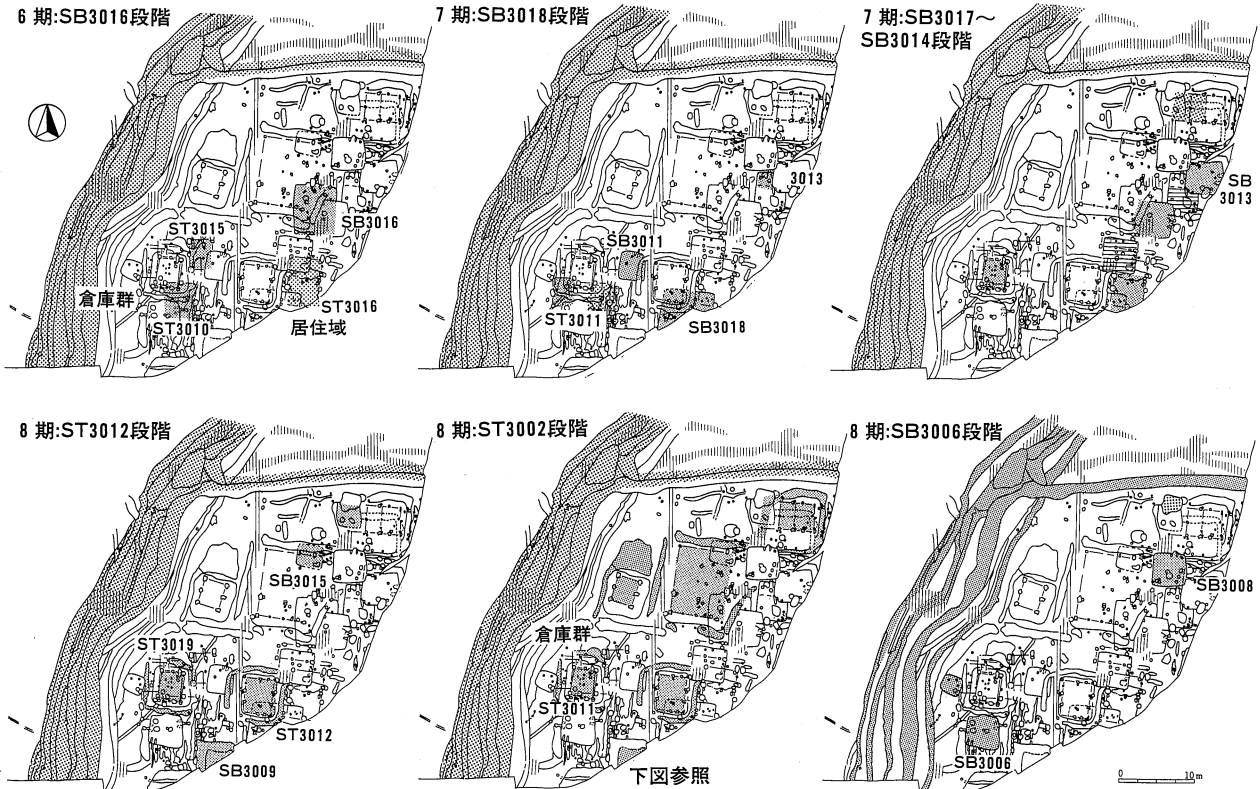 6期:SB3016段階
ST3015
SB3016
倉庫群
ST3016
ST3010
居住域
7期:SB3018段階
3013
SB3011
ST3011
SB3018
7期:SB3017〜
SB3014段階
SB
3013
8期:ST3012段階
SB3015
ST3019
ST3012
SB3009
8期:ST3002段階
倉庫群
ST3011
下図参照
8期:SB3006段階
SB3008
SB3006
0 10m